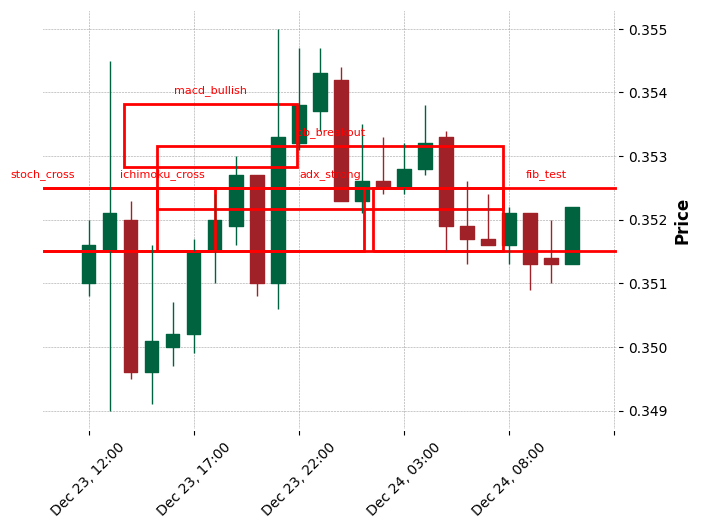 0.355
macd_bullish
0.354
stoch_cross
ichimoku_cross
adx_strong
fib_test
0.353
0.352
0.351
0.350
0.349
Price
Dec 23, 12:00
Dec 23, 17:00
Dec 23, 22:00
Dec 24, 03:00
Dec 24, 08:00